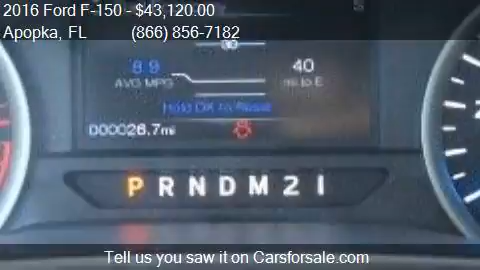 2016 Ford F-150 - $43,120.00
Apopka, FL (866) 856-7182
8.9 40
AVG MPG mi to E
Hold OK to Reset
000026.7mi
P R N D M 2 1
Tell us you saw it on Carsforsale.com